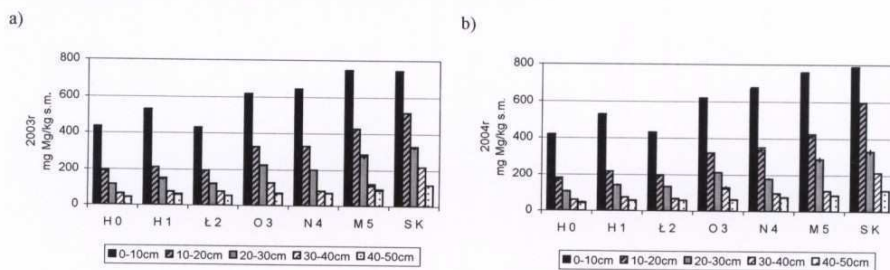 a)
2003r
mg Mg/kg s.m.
800
600
400
200
0
H 0 H 1 Ł 2 O 3 N 4 M 5 S K
0-10cm 10-20cm 20-30cm 30-40cm 40-50cm
b)
2004r
mg Mg/kg s.m.
800
600
400
200
0
H 0 H 1 Ł 2 O 3 N 4 M 5 S K
0-10cm 10-20cm 20-30cm 30-40cm 40-50cm